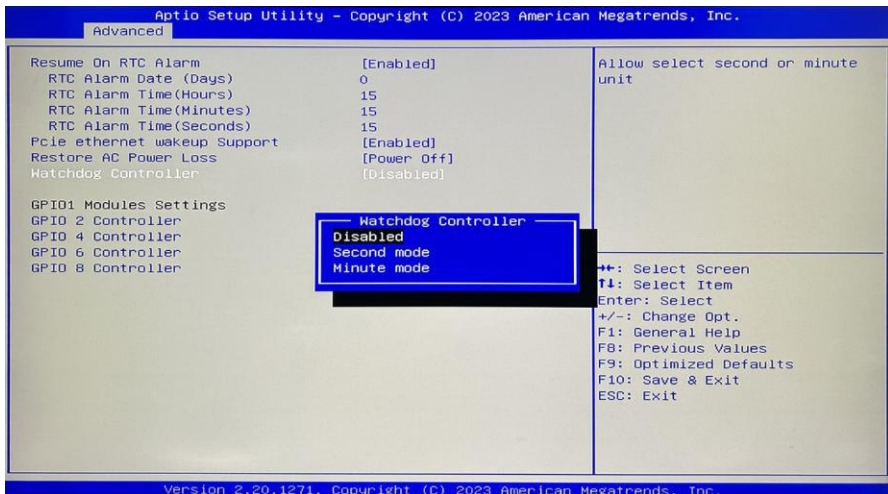 Aptio Setup Utility – Copyright (C) 2023 American Megatrends, Inc.
Advanced
Resume On RTC Alarm [Enabled]
RTC Alarm Date (Days) 0
RTC Alarm Time(Hours) 15
RTC Alarm Time(Minutes) 15
RTC Alarm Time(Seconds) 15
Pcie ethernet wakeup Support [Enabled]
Restore AC Power Loss [Power Off]
Watchdog Controller [Disabled]
GPIO1 Modules Settings
GPIO 2 Controller
GPIO 4 Controller
GPIO 6 Controller
GPIO 8 Controller
Watchdog Controller
Disabled
Second mode
Minute mode
Allow select second or minute
unit
→←: Select Screen
↑↓: Select Item
Enter: Select
+/-: Change Opt.
F1: General Help
F8: Previous Values
F9: Optimized Defaults
F10: Save & Exit
ESC: Exit
Version 2.20.1271. Copyright (C) 2023 American Megatrends, Inc.